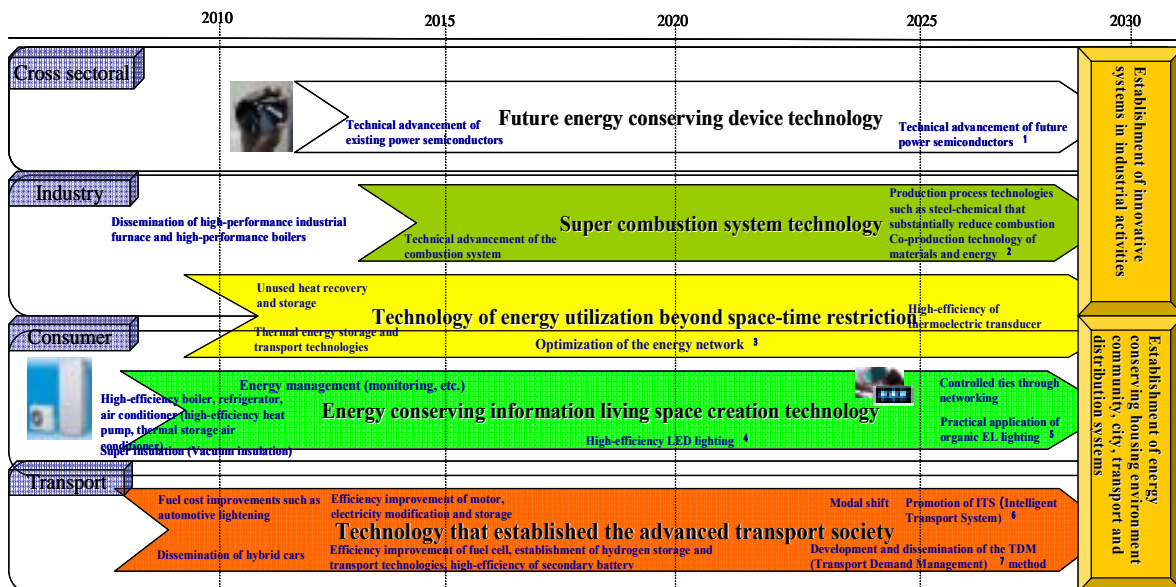 2010
2015
2020
2025
2030
Cross sectoral
Technical advancement of
existing power semiconductors
Future energy conserving device technology
Technical advancement of future
power semiconductors 1
Industry
Dissemination of high-performance industrial
furnace and high-performance boilers
Technical advancement of the
combustion system
Super combustion system technology
Production process technologies
such as steel-chemical that
substantially reduce combustion
Co-production technology of
materials and energy 2
Unused heat recovery
and storage
Technology of energy utilization beyond space-time restriction
Thermal energy storage and
transport technologies
Optimization of the energy network 3
High-efficiency of
thermoelectric transducer
Consumer
High-efficiency boiler, refrigerator,
air conditioner (high-efficiency heat
pump, thermal storage air
conditioner)
Super insulation (Vacuum insulation)
Energy management (monitoring, etc.)
Energy conserving information living space creation technology
High-efficiency LED lighting 4
Controlled ties through
networking
Practical application of
organic EL lighting 5
Transport
Fuel cost improvements such as
automotive lightening
Dissemination of hybrid cars
Efficiency improvement of motor,
electricity modification and storage
Technology that established the advanced transport society
Efficiency improvement of fuel cell, establishment of hydrogen storage and
transport technologies, high-efficiency of secondary battery
Modal shift
Promotion of ITS (Intelligent
Transport System) 6
Development and dissemination of the TDM
(Transport Demand Management) 7 method
Establishment of innovative
systems in industrial activities
Establishment of energy
conserving housing environment
community, city, transport and
distribution systems